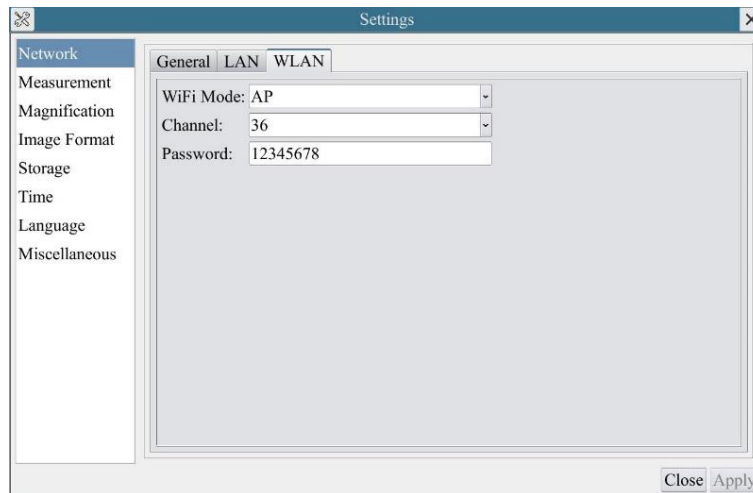 Settings
Network
Measurement
Magnification
Image Format
Storage
Time
Language
Miscellaneous
General LAN WLAN
WiFi Mode: AP
Channel: 36
Password: 12345678
Close Apply